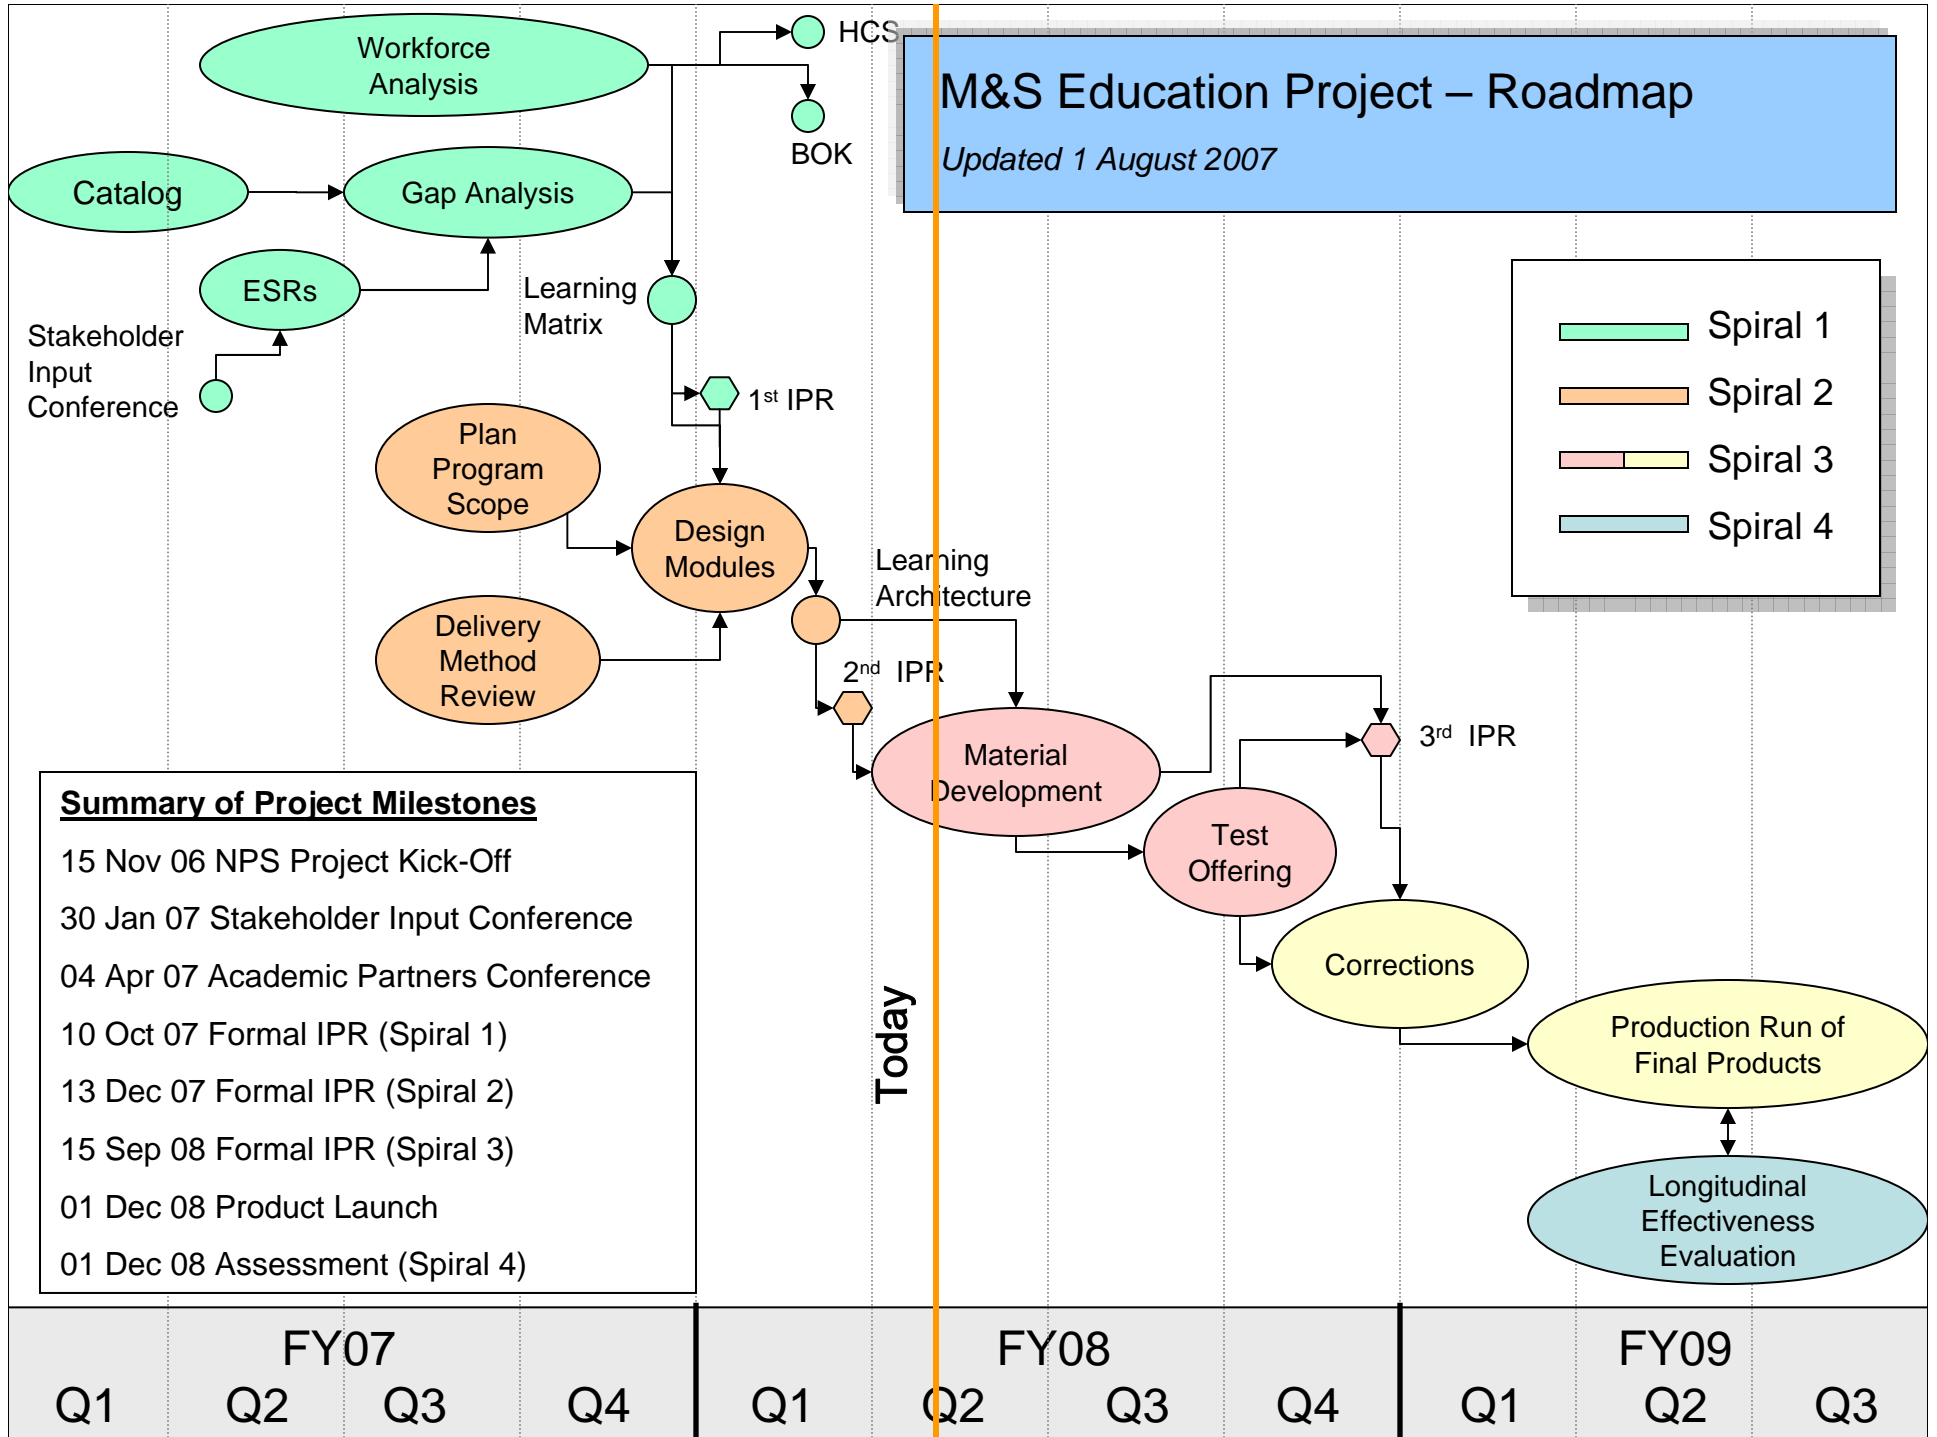 Workforce
Analysis
HCS
BOK
M&S Education Project – Roadmap
Updated 1 August 2007
Catalog
Gap Analysis
ESRs
Learning
Matrix
Stakeholder
Input
Conference
1st IPR
Spiral 1
Spiral 2
Spiral 3
Spiral 4
Plan
Program
Scope
Design
Modules
Learning
Architecture
Delivery
Method
Review
2nd IPR
Material
Development
3rd IPR
Test
Offering
Corrections
Today
Production Run of
Final Products
Longitudinal
Effectiveness
Evaluation
Summary of Project Milestones
15 Nov 06 NPS Project Kick-Off
30 Jan 07 Stakeholder Input Conference
04 Apr 07 Academic Partners Conference
10 Oct 07 Formal IPR (Spiral 1)
13 Dec 07 Formal IPR (Spiral 2)
15 Sep 08 Formal IPR (Spiral 3)
01 Dec 08 Product Launch
01 Dec 08 Assessment (Spiral 4)
FY07 FY08 FY09
Q1 Q2 Q3 Q4 Q1 Q2 Q3 Q4 Q1 Q2 Q3